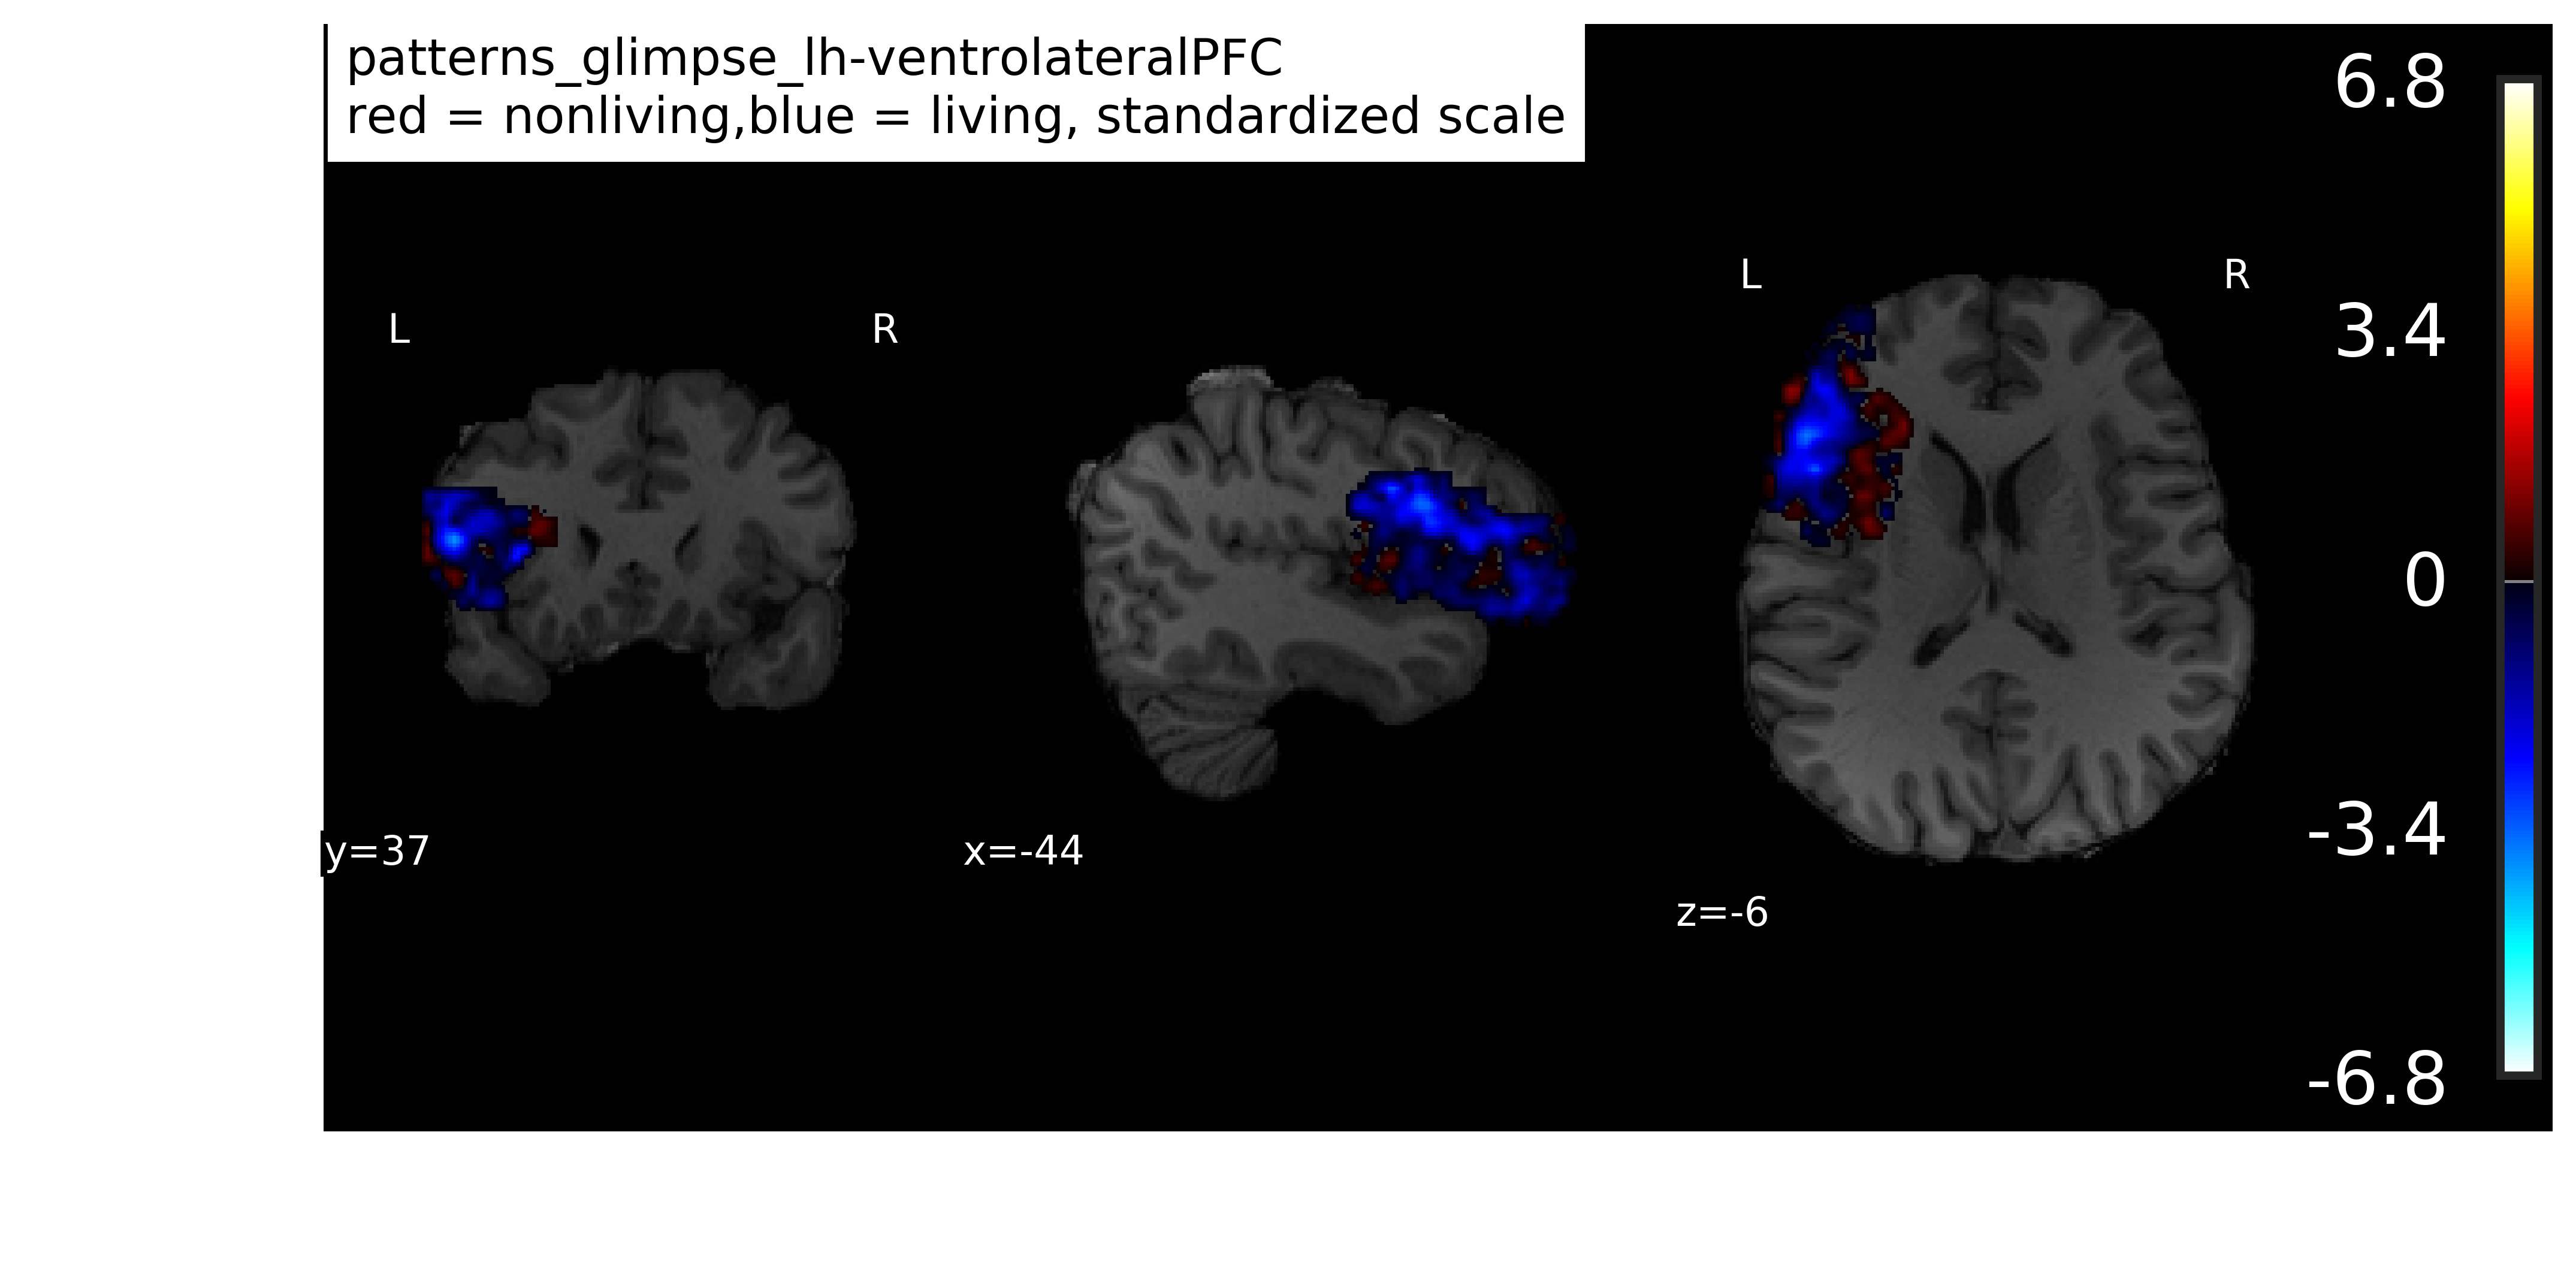 patterns_glimpse_lh-ventrolateralPFC
red = nonliving,blue = living, standardized scale
L R
L R
y=37
x=-44
z=-6
6.8
3.4
0
-3.4
-6.8